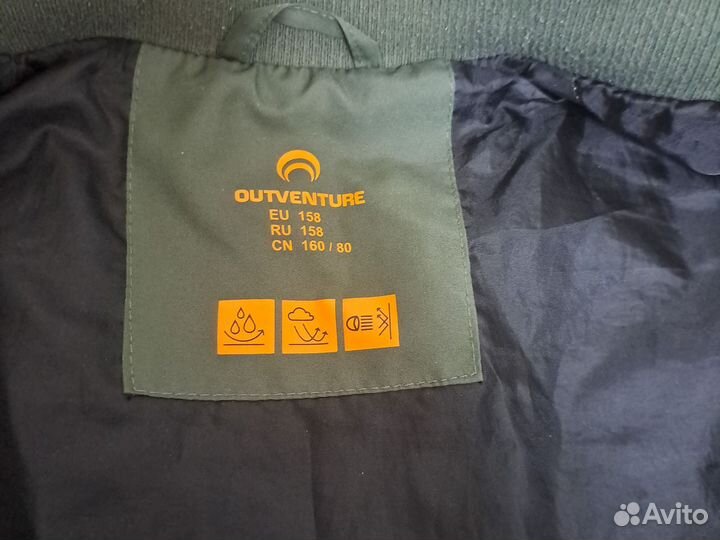 OUTVENTURE
EU 158
RU 158
CN 160 / 80
Avito